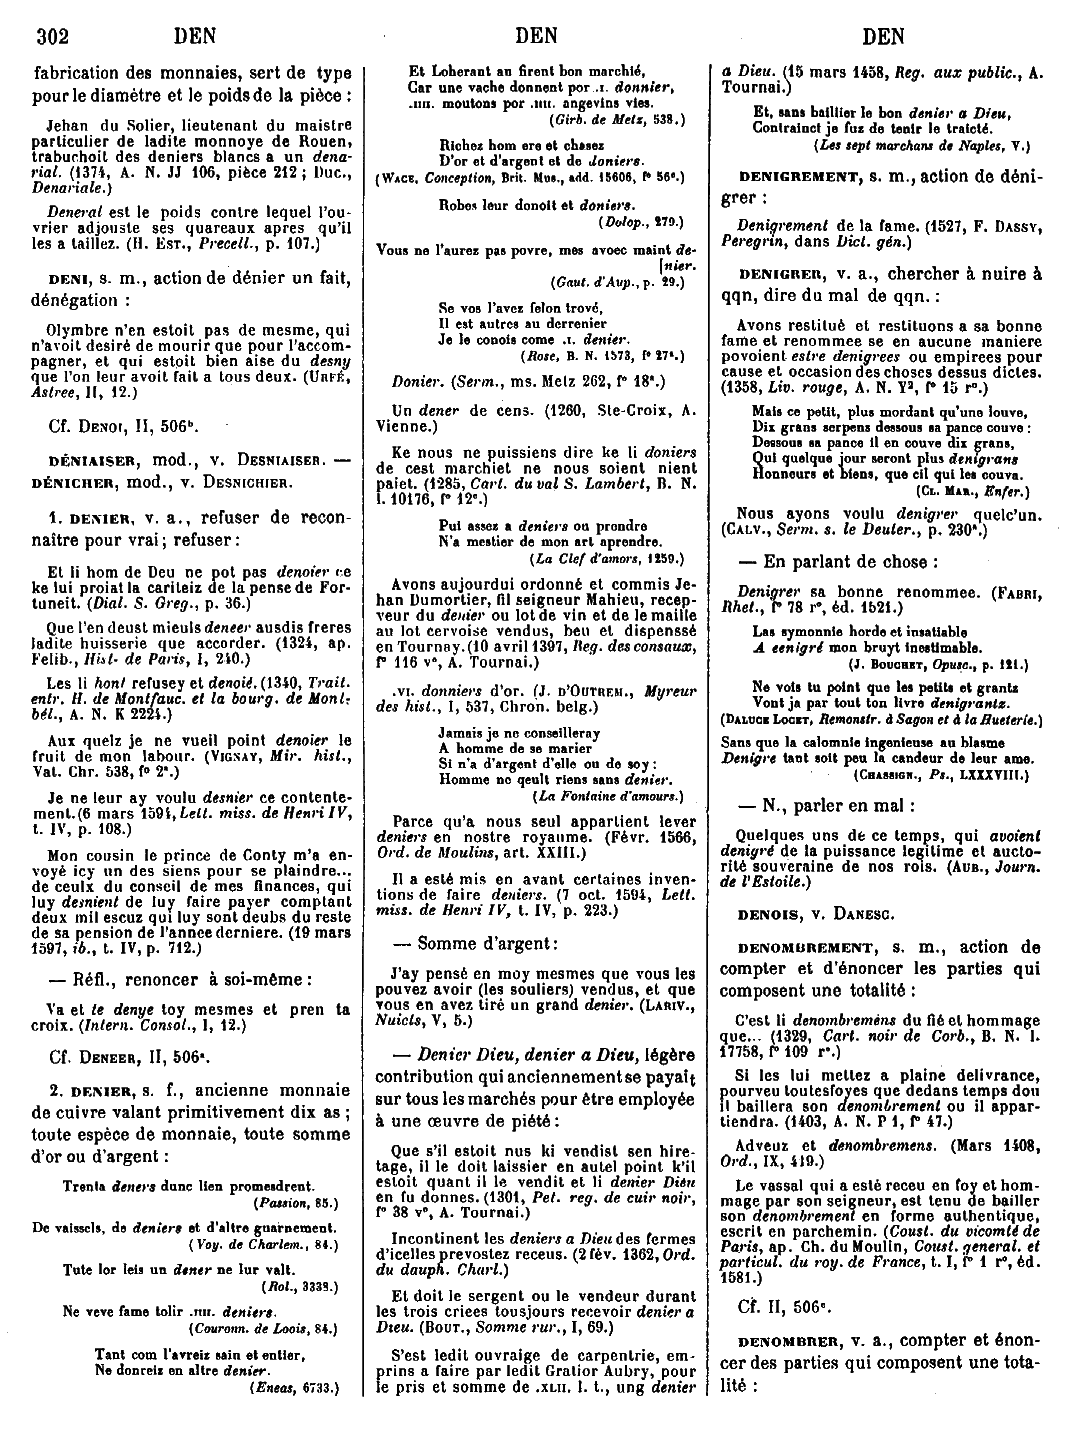 302 DEN DEN DEN
fabrication des monnaies, sert de type
pour le diamètre et le poids de la pièce :
Jehan du Solier, lieutenant du maistre
particulier de ladite monnoye de Rouen,
trabuchoit des deniers blancs a un dena-
rial. (1374, A. N. JJ 106, pièce 212 ; Duc.,
Denariale.)
Deneral est le poids contre lequel l'ou-
vrier adjouste ses quareaux apres qu'il
les a taillez. (H. Est., Precell., p. 107.)
DENI, s. m., action de dénier un fait,
dénégation :
Olymbre n'en estoit pas de mesme, qui
n'avoit desiré de mourir que pour l'accom-
pagner, et qui estoit bien aise du desny
que l'on leur avoit fait a tous deux. (Urfé,
Astree, II, 12.)
Cf. Denoi, II, 506ᵇ.
DÉNIAISER, mod., v. Desniaiser. —
DÉNICHER, mod., v. Desnichier.
1. DENIER, v. a., refuser de recon-
naître pour vrai ; refuser :
Et li hom de Deu ne pot pas denoier ce
ke lui proiat la cariteiz de la pense de For-
tuneit. (Dial. S. Greg., p. 36.)
Que l'en deust mieuls deneer ausdis freres
ladite huisserie que accorder. (1324, ap.
Felib., Hist. de Paris, I, 240.)
Les li hont refusey et denoié. (1340, Trait.
entr. H. de Montfauc. et la bourg. de Mont-
bél., A. N. K 2224.)
Aux quelz je ne vueil point denoier le
fruit de mon labour. (Vignay, Mir. hist.,
Vat. Chr. 538, fº 2ᵃ.)
Je ne leur ay voulu desnier ce contente-
ment. (6 mars 1594, Lett. miss. de Henri IV,
t. IV, p. 108.)
Mon cousin le prince de Conty m'a en-
voyé icy un des siens pour se plaindre...
de ceulx du conseil de mes finances, qui
luy desnient de luy faire payer comptant
deux mil escuz qui luy sont deubs du reste
de sa pension de l'annee derniere. (19 mars
1597, ib., t. IV, p. 712.)
— Réfl., renoncer à soi-même :
Va et te denye toy mesmes et pren ta
croix. (Intern. Consol., I, 12.)
Cf. Deneer, II, 506ᵃ.
2. DENIER, s. f., ancienne monnaie
de cuivre valant primitivement dix as ;
toute espèce de monnaie, toute somme
d'or ou d'argent :
Trenta deners dunc lien promesdrent.
(Passion, 85.)
De vaissels, de deniers et d'altre guarnement.
(Voy. de Charlem., 84.)
Tute lor leis un dener ne lur valt.
(Rol., 3338.)
Ne veve fame tolir .IIII. deniers.
(Couronn. de Loois, 84.)
Tant com l'avreiz sain et entier,
Ne donreiz en altre denier.
(Eneas, 6733.)
Et Loherant an firent bon marchié,
Car une vache donnent por .I. donnier,
.IIII. moutons por .IIII. angevins vies.
(Girb. de Metz, 538.)
Richez hom ere et chasez
D'or et d'argent et de doniers.
(Wace, Conception, Brit. Mus., add. 15606, fº 56ᵃ.)
Robes leur donoit et doniers.
(Dolop., 279.)
Vous ne l'aurez pas povre, mes avoec maint de-
[nier.
(Gaut. d'Aup., p. 29.)
Se vos l'avez felon trové,
Il est autres au derrenier
Je le conois come .I. denier.
(Rose, B. N. 1573, fº 27ᵃ.)
Donier. (Serm., ms. Metz 262, fº 18ᵃ.)
Un dener de cens. (1260, Ste-Croix, A.
Vienne.)
Ke nous ne puissiens dire ke li doniers
de cest marchiet ne nous soient nient
paiet. (1285, Cart. du val S. Lambert, B. N.
l. 10176, fº 12ᶜ.)
Pui assez a deniers ou prendre
N'a mestier de mon art aprendre.
(La Clef d'amors, 1259.)
Avons aujourdui ordonné et commis Je-
han Dumortier, fil seigneur Mahieu, recep-
veur du denier ou lot de vin et de le maille
au lot cervoise vendus, beu et dispenssé
en Tournay. (10 avril 1397, Reg. des consaux,
fº 116 vº, A. Tournai.)
.VI. donniers d'or. (J. d'Outrem., Myreur
des hist., I, 537, Chron. belg.)
Jamais je ne conseilleray
A homme de se marier
Si n'a d'argent d'elle ou de soy :
Homme no qeult riens sans denier.
(La Fontaine d'amours.)
Parce qu'a nous seul appartient lever
deniers en nostre royaume. (Févr. 1566,
Ord. de Moulins, art. XXIII.)
Il a esté mis en avant certaines inven-
tions de faire deniers. (7 oct. 1594, Lett.
miss. de Henri IV, t. IV, p. 223.)
— Somme d'argent :
J'ay pensé en moy mesmes que vous les
pouvez avoir (les souliers) vendus, et que
vous en avez tiré un grand denier. (Lariv.,
Nuicts, V, 5.)
— Denier Dieu, denier a Dieu, légère
contribution qui anciennement se payait
sur tous les marchés pour être employée
à une œuvre de piété :
Que s'il estoit nus ki vendist sen hire-
tage, il le doit laissier en autel point k'il
estoit quant il le vendit et li denier Dieu
en fu donnes. (1301, Pet. reg. de cuir noir,
fº 38 vº, A. Tournai.)
Incontinent les deniers a Dieu des fermes
d'icelles prevostez receus. (2 fév. 1362, Ord.
du dauph. Charl.)
Et doit le sergent ou le vendeur durant
les trois criees tousjours recevoir denier a
Dieu. (Bout., Somme rur., I, 69.)
S'est ledit ouvraige de carpentrie, em-
prins a faire par ledit Gratior Aubry, pour
le pris et somme de .XLII. l. t., ung denier
a Dieu. (15 mars 1458, Reg. aux public., A.
Tournai.)
Et, sans baillier le bon denier a Dieu,
Contrainct je fuz de tenir le traicté.
(Les sept marchans de Naples, V.)
DENIGREMENT, s. m., action de déni-
grer :
Denigrement de la fame. (1527, F. Dassy,
Peregrin, dans Dict. gén.)
DENIGRER, v. a., chercher à nuire à
qqn, dire du mal de qqn. :
Avons restitué et restituons a sa bonne
fame et renommee se en aucune maniere
povoient estre denigrees ou empirees pour
cause et occasion des choses dessus dictes.
(1358, Liv. rouge, A. N. Y², fº 15 rº.)
Mais ce petit, plus mordant qu'une louve,
Dix grans serpens dessous sa pance couve :
Dessous sa pance il en couve dix grans,
Qui quelque jour seront plus denigrans
Honneurs et biens, que cil qui les couva.
(Cl. Mar., Enfer.)
Nous ayons voulu denigrer quelc'un.
(Calv., Serm. s. le Deuter., p. 230ᵃ.)
— En parlant de chose :
Denigrer sa bonne renommee. (Fabri,
Rhet., fº 78 rº, éd. 1521.)
Las symonnie horde et insatiable
A eenigré mon bruyt inestimable.
(J. Bouchet, Opusc., p. 121.)
Ne vois tu point que les petits et grantz
Vont ja par tout ton livre denigrantz.
(Daluce Locet, Remonstr. à Sagon et à la Hueterie.)
Sans que la calomnie ingenieuse au blasme
Denigre tant soit peu la candeur de leur ame.
(Chassign., Ps., LXXXVIII.)
— N., parler en mal :
Quelques uns de ce temps, qui avoient
denigré de la puissance legitime et aucto-
rité souveraine de nos rois. (Aub., Journ.
de l'Estoile.)
DENOIS, v. Danesc.
DENOMBREMENT, s. m., action de
compter et d'énoncer les parties qui
composent une totalité :
C'est li denombremens du fié et hommage
que... (1329, Cart. noir de Corb., B. N. l.
17758, fº 109 rº.)
Si les lui mettez a plaine delivrance,
pourveu toutesfoyes que dedans temps dou
il baillera son denombrement ou il appar-
tiendra. (1403, A. N. P 1, fº 47.)
Adveuz et denombremens. (Mars 1408,
Ord., IX, 419.)
Le vassal qui a esté receu en foy et hom-
mage par son seigneur, est tenu de bailler
son denombrement en forme authentique,
escrit en parchemin. (Coust. du vicomté de
Paris, ap. Ch. du Moulin, Coust. general. et
particul. du roy. de France, t. I, fº 1 rº, éd.
1581.)
Cf. II, 506ᶜ.
DENOMBRER, v. a., compter et énon-
cer des parties qui composent une tota-
lité :